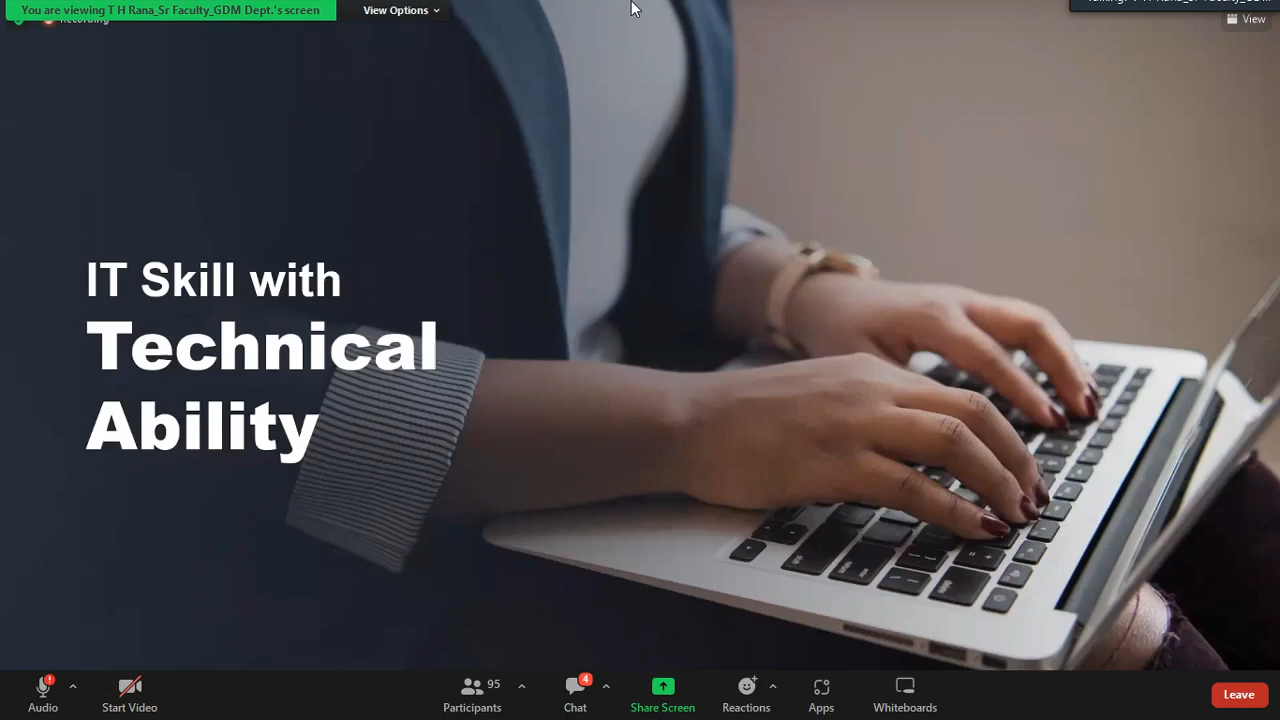 You are viewing T H Rana_Sr Faculty_GDM Dept.'s screen
View Options
Recording
View
IT Skill with
Technical
Ability
Audio
Start Video
95
Participants
4
Chat
Share Screen
Reactions
Apps
Whiteboards
Leave